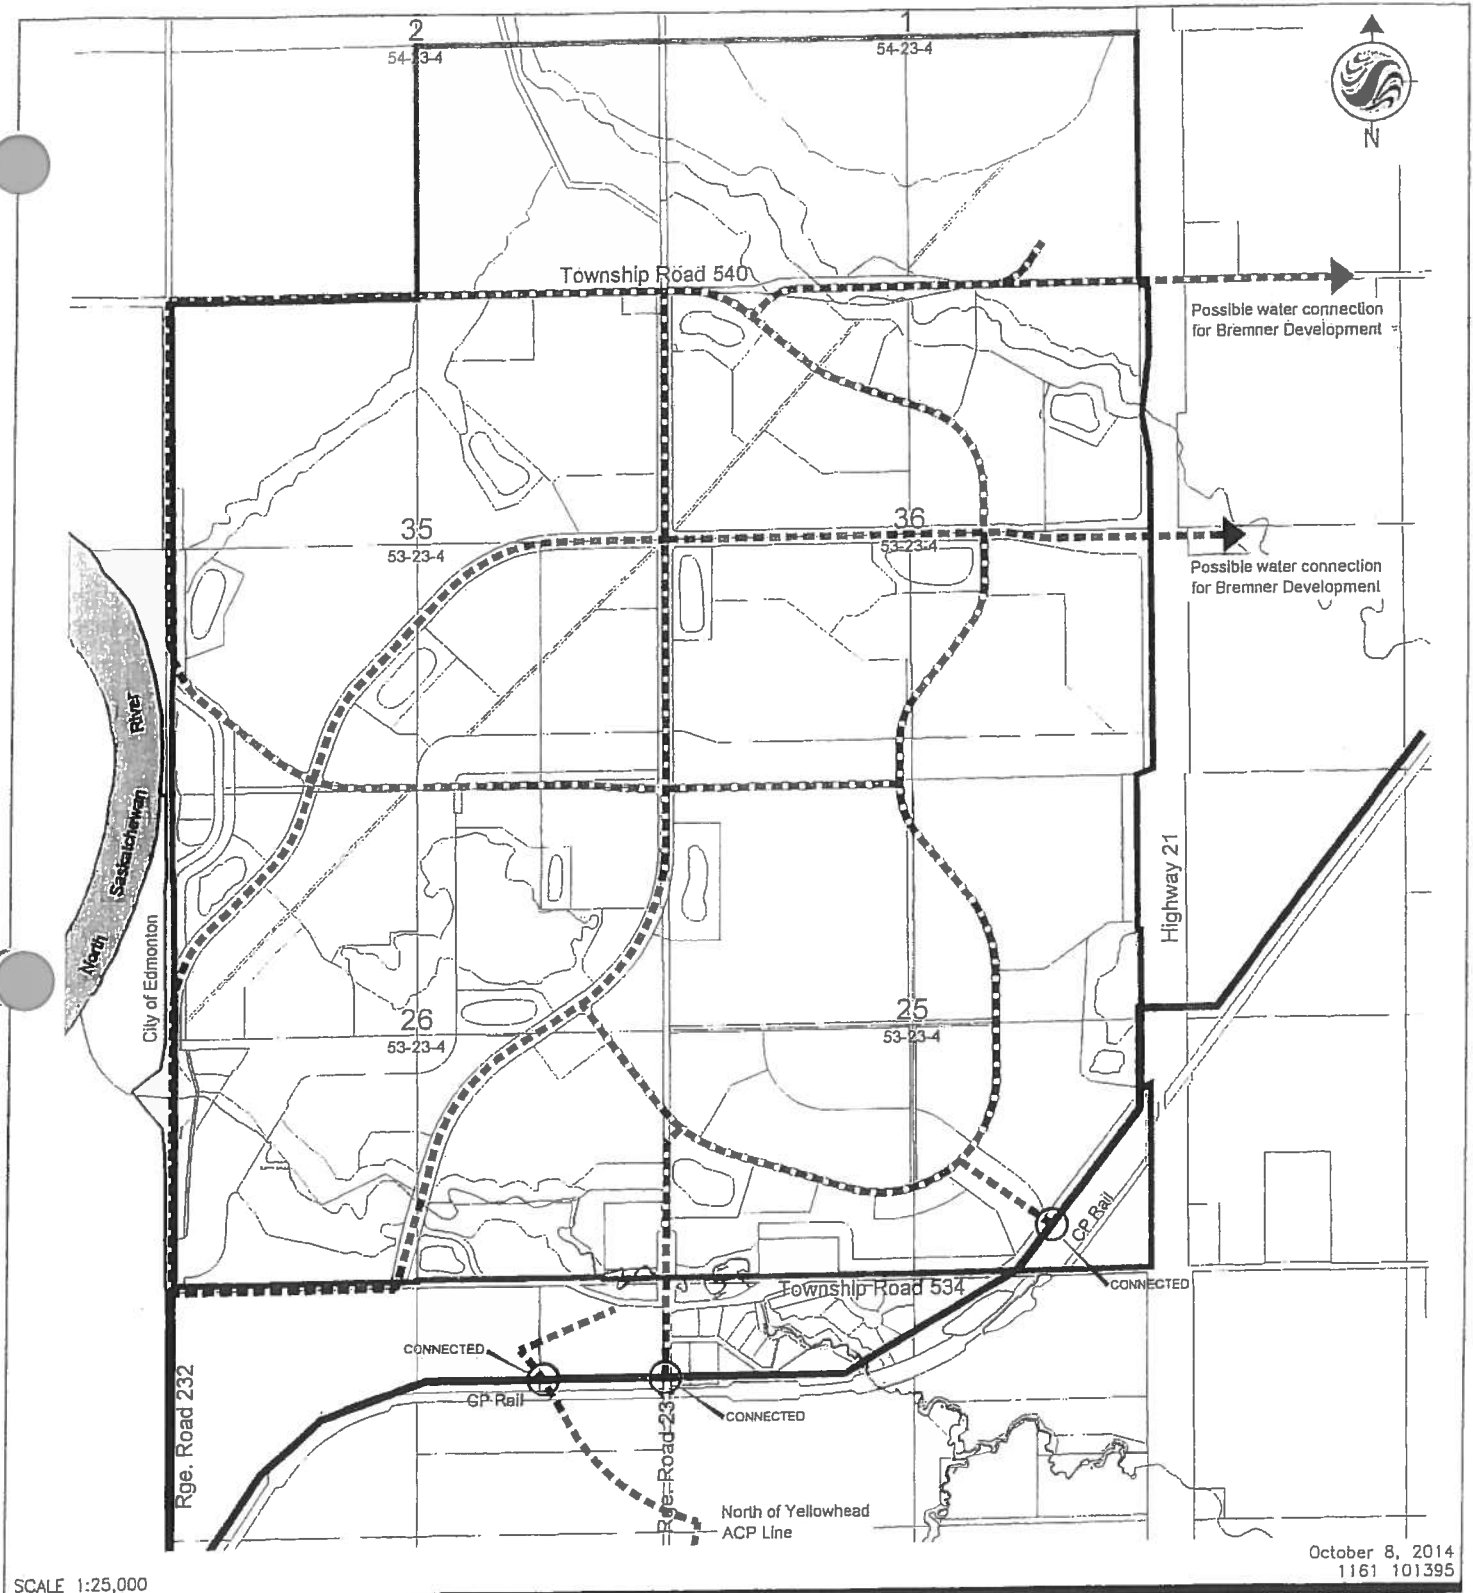 2
54-23-4
1
54-23-4
N
Township Road 540
Possible water connection
for Bremner Development
35
53-23-4
36
53-23-4
Possible water connection
for Bremner Development
North Saskatchewan River
City of Edmonton
Highway 21
26
53-23-4
25
53-23-4
CP Rail
CONNECTED
Township Road 534
CONNECTED
CP Rail
CONNECTED
Rge. Road 232
Rge. Road 231
North of Yellowhead
ACP Line
October 8, 2014
1161 101395
SCALE 1:25,000